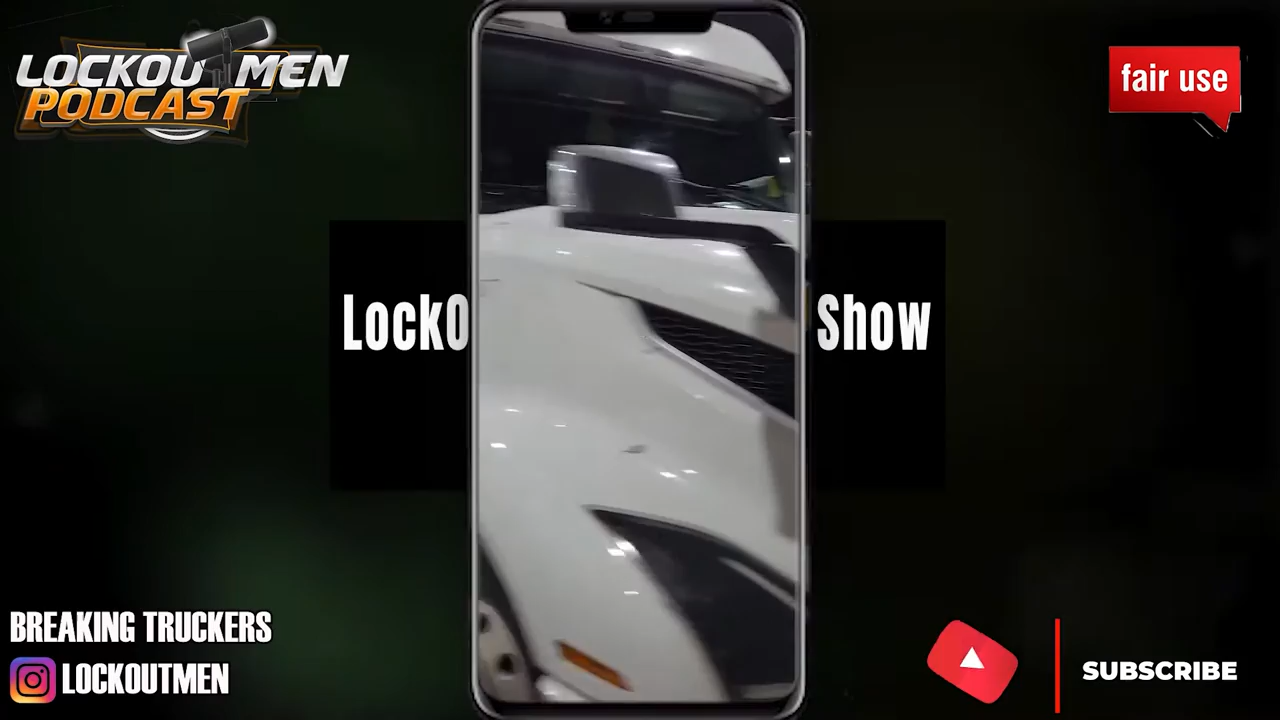 LOCKOU MEN
PODCAST
fair use
LockO Show
BREAKING TRUCKERS
LOCKOUTMEN
SUBSCRIBE